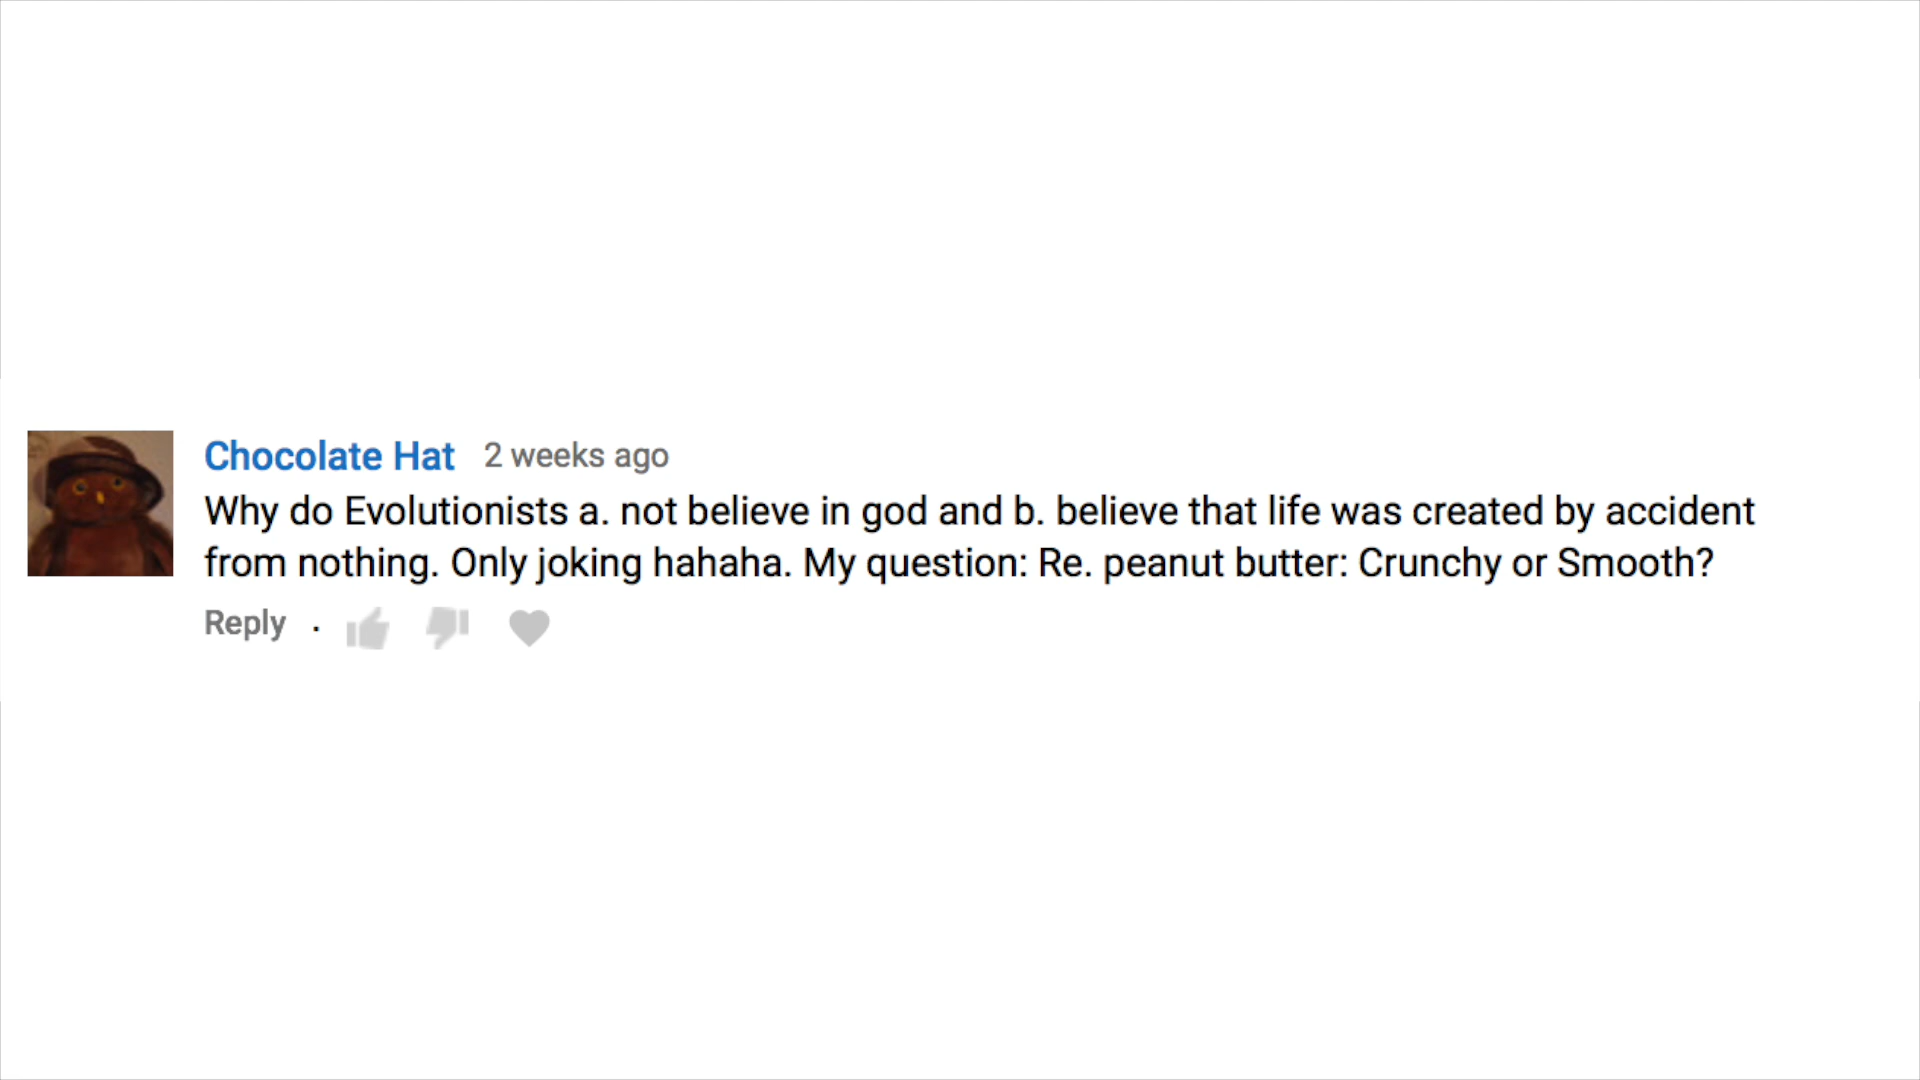 Chocolate Hat 2 weeks ago
Why do Evolutionists a. not believe in god and b. believe that life was created by accident
from nothing. Only joking hahaha. My question: Re. peanut butter: Crunchy or Smooth?
Reply .